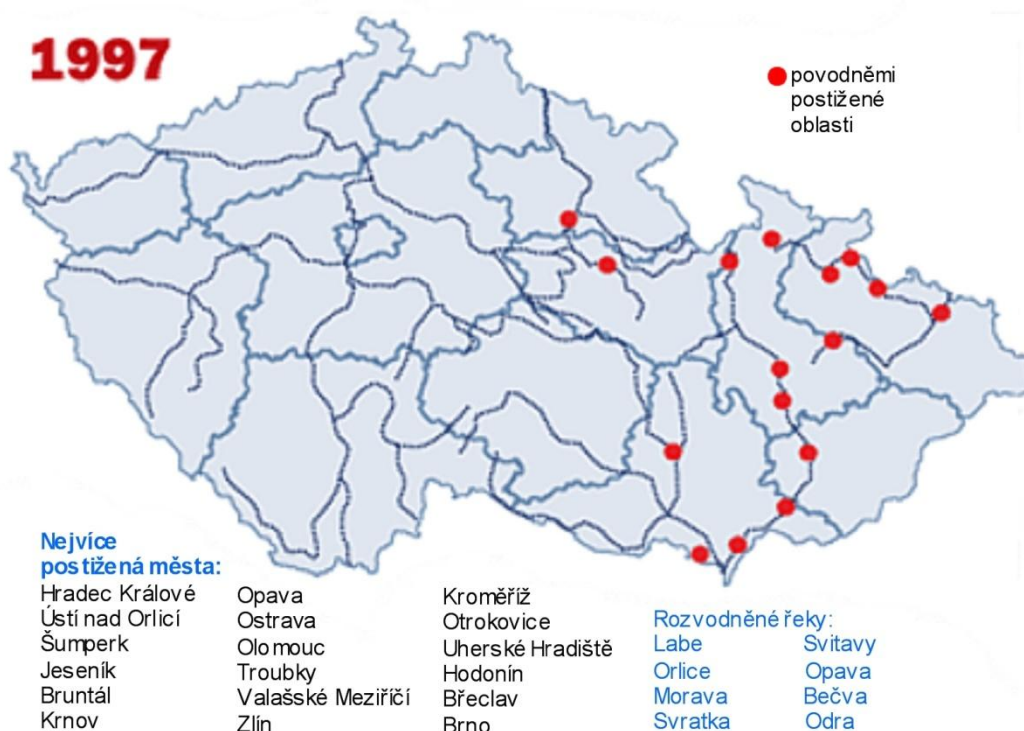 1997
povodněmi
postižené
oblasti
Nejvíce
postižená města:
Hradec Králové
Ústí nad Orlicí
Šumperk
Jeseník
Bruntál
Krnov
Opava
Ostrava
Olomouc
Troubky
Valašské Meziříčí
Zlín
Kroměříž
Otrokovice
Uherské Hradiště
Hodonín
Břeclav
Brno
Rozvodněné řeky:
Labe
Orlice
Morava
Svratka
Svitavy
Opava
Bečva
Odra